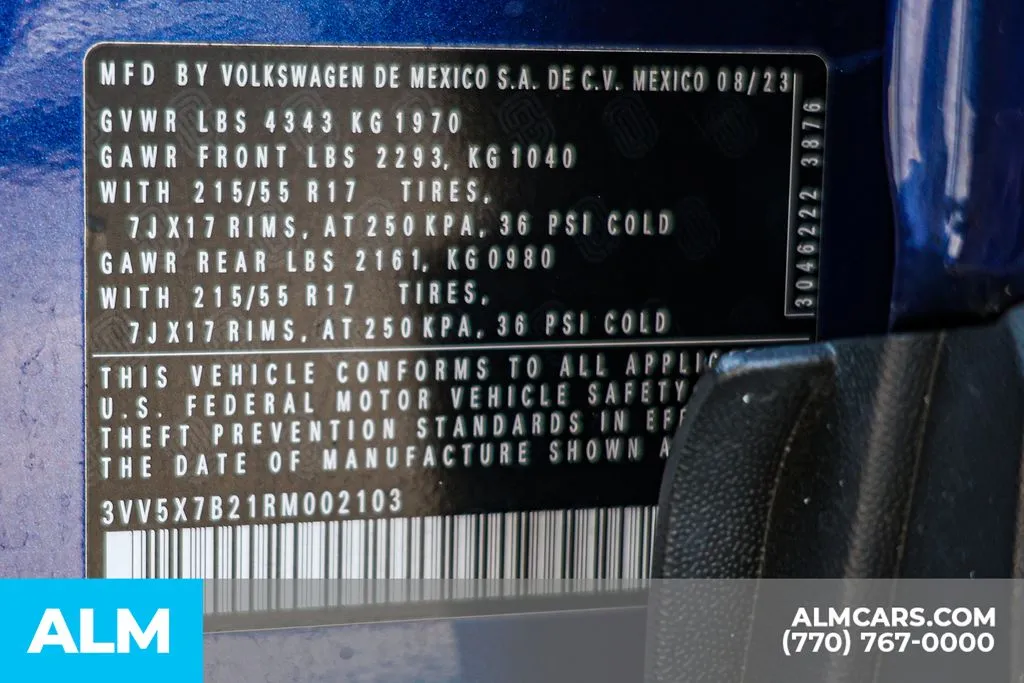 MFD BY VOLKSWAGEN DE MEXICO S.A. DE C.V. MEXICO 08/23
GVWR LBS 4343 KG 1970
GAWR FRONT LBS 2293, KG 1040
WITH 215/55 R17 TIRES,
7JX17 RIMS, AT 250 KPA, 36 PSI COLD
GAWR REAR LBS 2161, KG 0980
WITH 215/55 R17 TIRES,
7JX17 RIMS, AT 250 KPA, 36 PSI COLD
3046222 3876
THIS VEHICLE CONFORMS TO ALL
U.S. FEDERAL MOTOR VEHICLE SAFETY
THEFT PREVENTION STANDARDS IN
THE DATE OF MANUFACTURE SHOWN
3VV5X7B21RM002103
ALM
ALMCARS.COM
(770) 767-0000